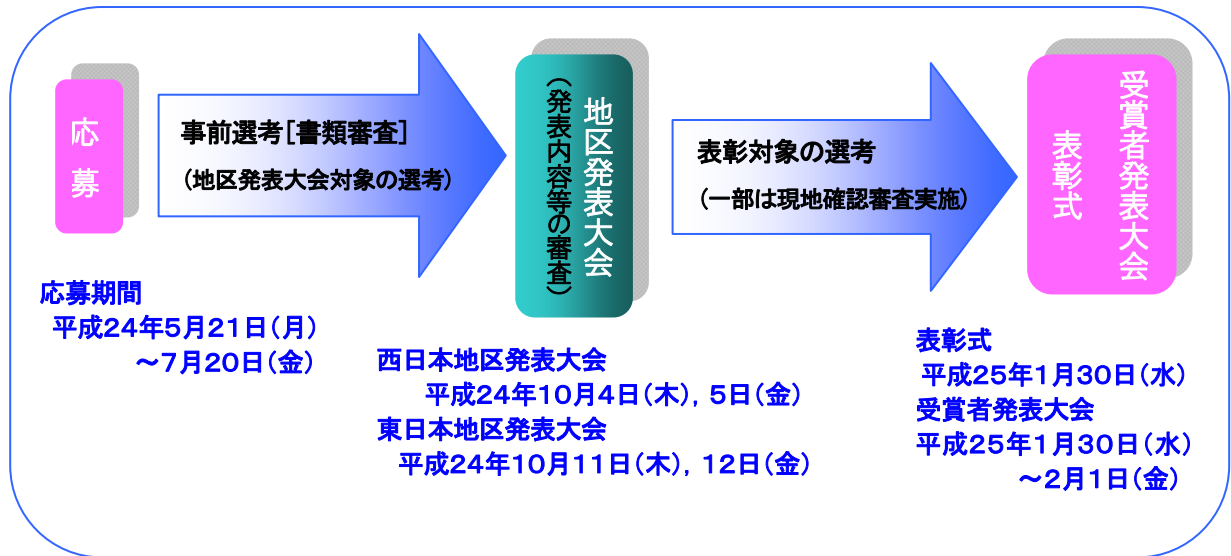 応募
事前選考[書類審査]
(地区発表大会対象の選考)
地区発表大会
(発表内容等の審査)
表彰対象の選考
(一部は現地確認審査実施)
受賞者発表大会
表彰式
応募期間
平成24年5月21日(月)
~7月20日(金)
西日本地区発表大会
平成24年10月4日(木),5日(金)
東日本地区発表大会
平成24年10月11日(木),12日(金)
表彰式
平成25年1月30日(水)
受賞者発表大会
平成25年1月30日(水)
~2月1日(金)